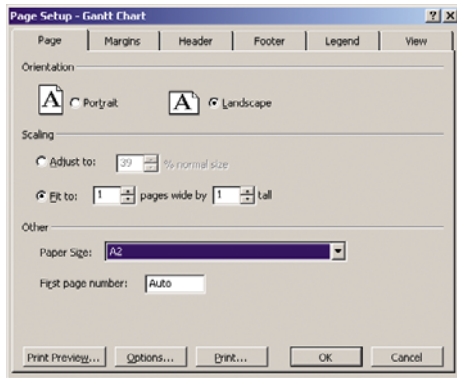 Page Setup - Gantt Chart
Page Margins Header Footer Legend View
Orientation
A Portrait A Landscape
Scaling
Adjust to: 39 % normal size
Fit to: 1 pages wide by 1 tall
Other
Paper Size: A2
First page number: Auto
Print Preview... Options... Print... OK Cancel